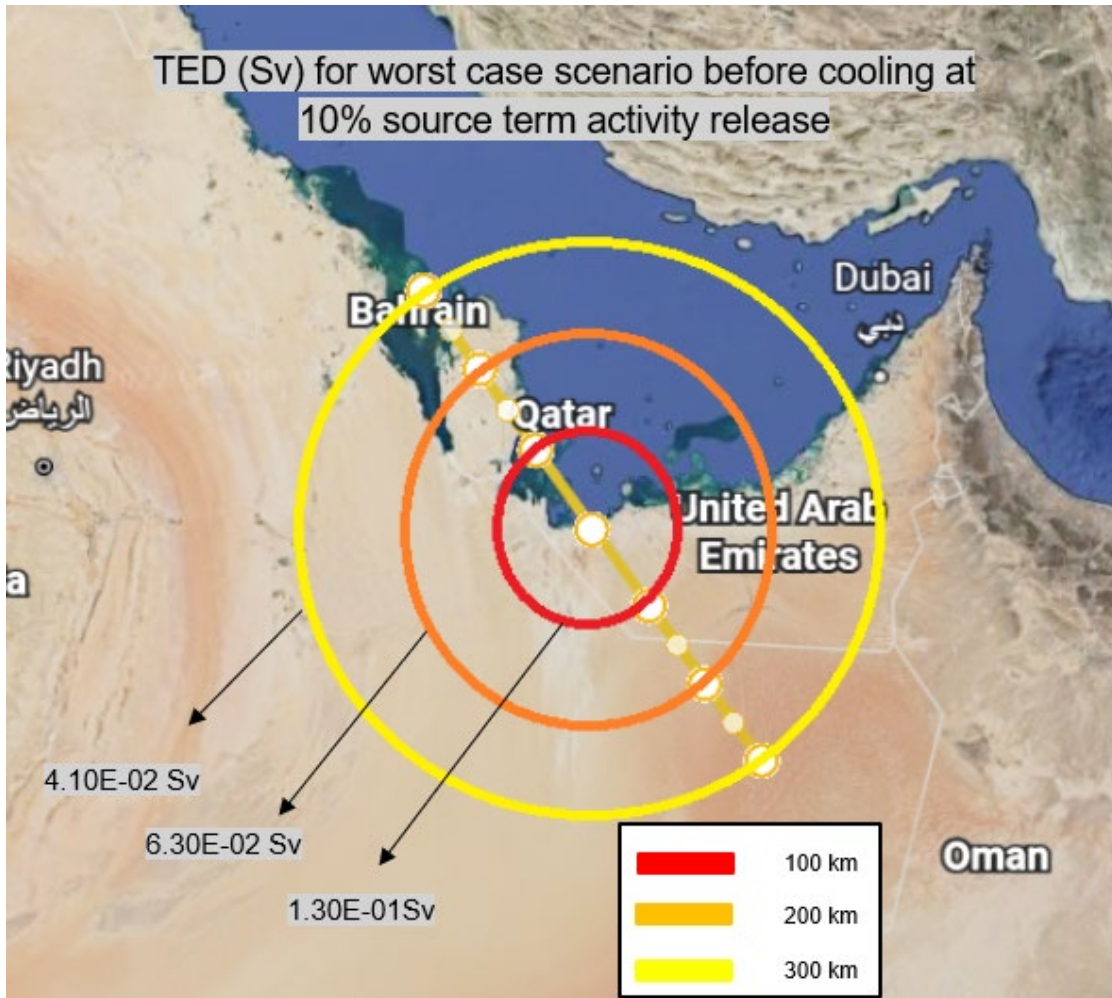 TED (Sv) for worst case scenario before cooling at
10% source term activity release
Dubai
دبي
Bahrain
Riyadh
الرياض
Qatar
United Arab
Emirates
a
4.10E-02 Sv
6.30E-02 Sv
1.30E-01Sv
Oman
100 km
200 km
300 km